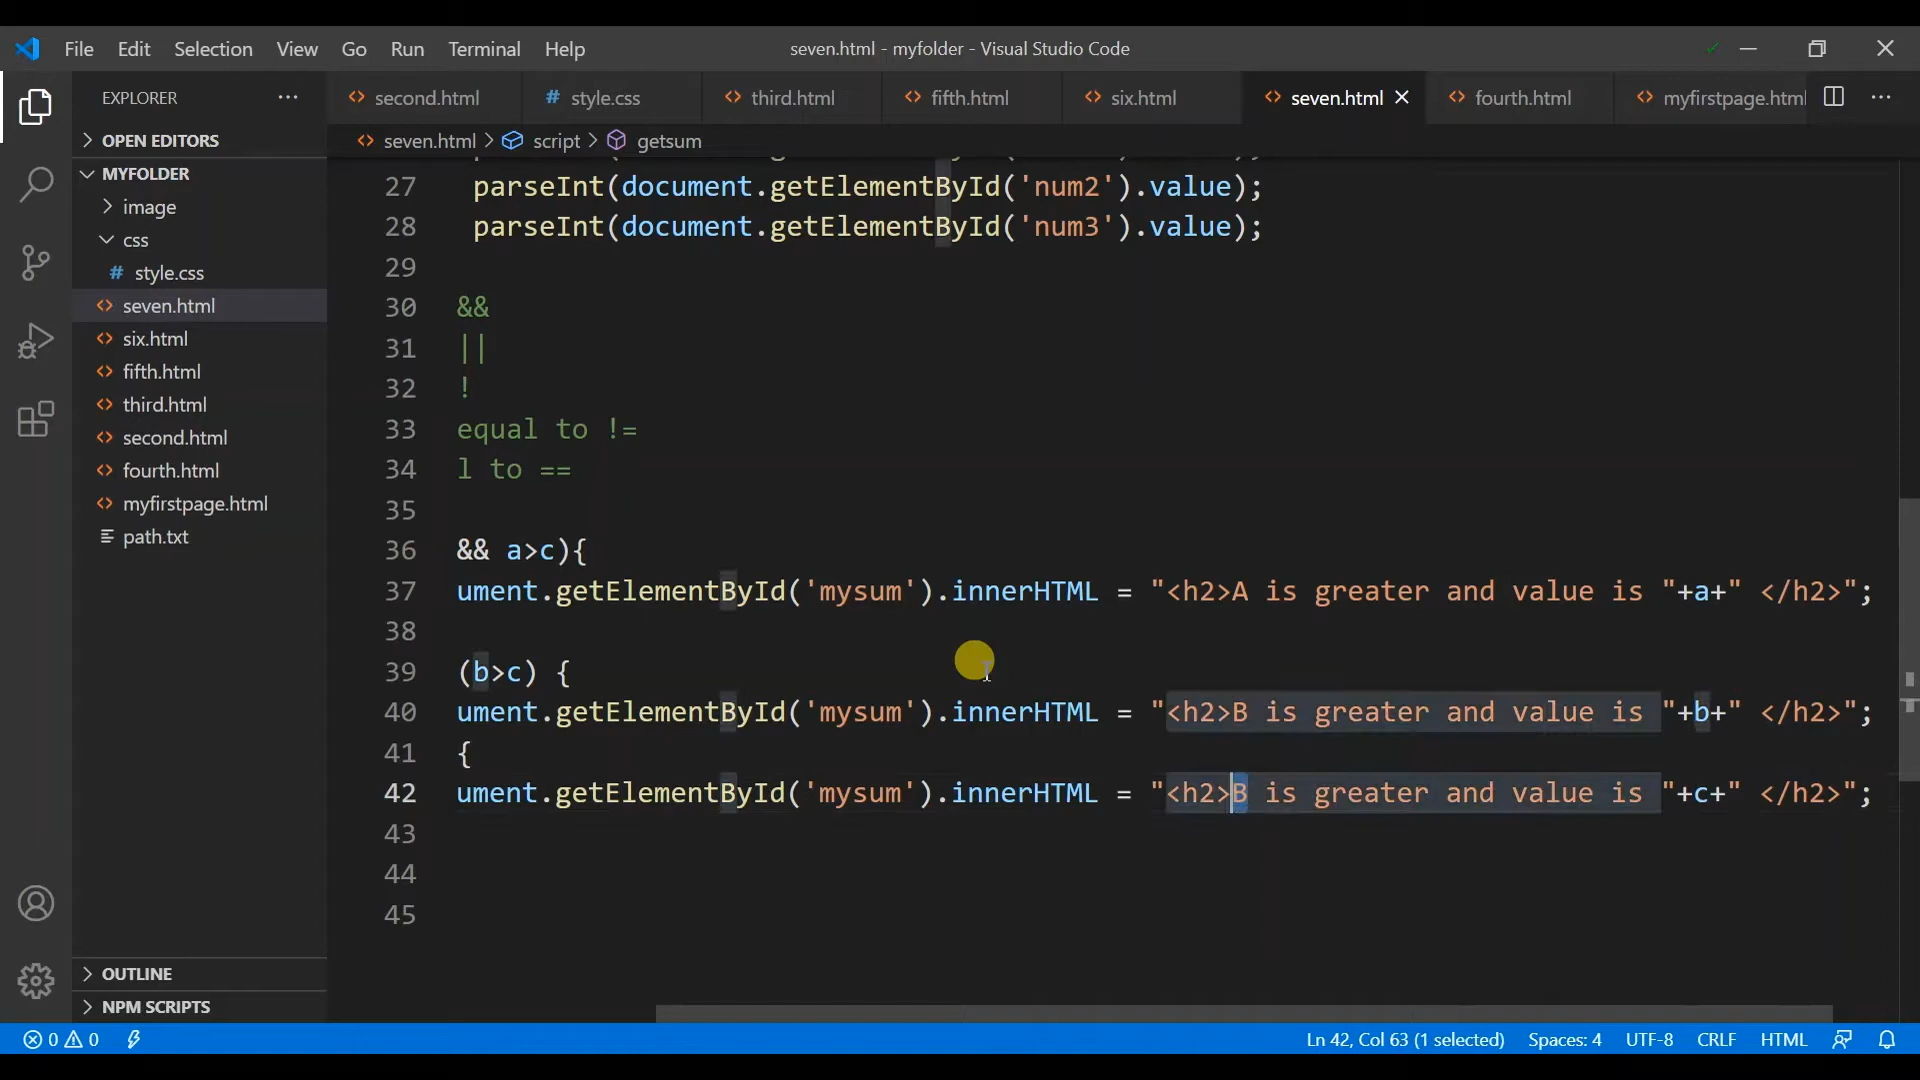 File Edit Selection View Go Run Terminal Help
seven.html - myfolder - Visual Studio Code
EXPLORER
second.html
# style.css
third.html
fifth.html
six.html
seven.html
fourth.html
myfirstpage.html
OPEN EDITORS
seven.html > script > getsum
MYFOLDER
image
css
# style.css
seven.html
six.html
fifth.html
third.html
second.html
fourth.html
myfirstpage.html
path.txt
OUTLINE
NPM SCRIPTS
27 parseInt(document.getElementById('num2').value);
28 parseInt(document.getElementById('num3').value);
29
30 &&
31 ||
32 !
33 equal to !=
34 l to ==
35
36 && a>c){
37 ument.getElementById('mysum').innerHTML = "<h2>A is greater and value is "+a+" </h2>";
38
39 (b>c) {
40 ument.getElementById('mysum').innerHTML = "<h2>B is greater and value is "+b+" </h2>";
41 {
42 ument.getElementById('mysum').innerHTML = "<h2>B is greater and value is "+c+" </h2>";
43
44
45
0 0
Ln 42, Col 63 (1 selected) Spaces: 4 UTF-8 CRLF HTML